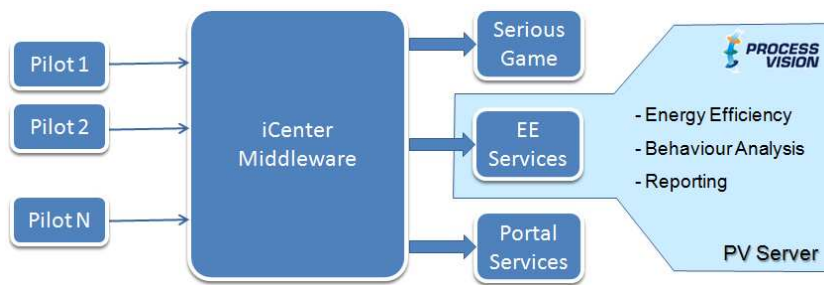 Pilot 1
Pilot 2
Pilot N
iCenter
Middleware
Serious
Game
EE
Services
Portal
Services
PROCESS
VISION
- Energy Efficiency
- Behaviour Analysis
- Reporting
PV Server